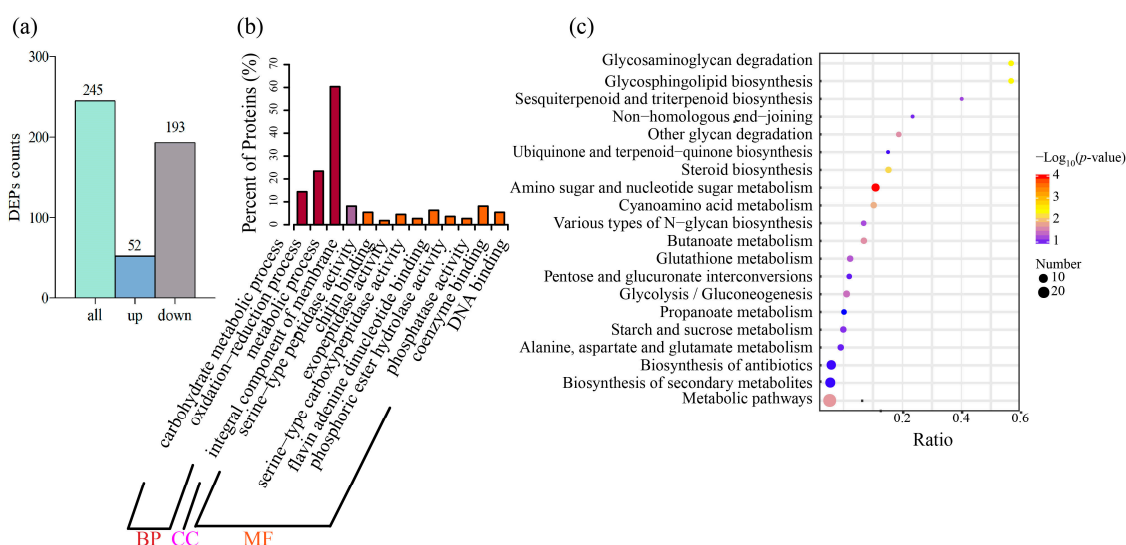 (a)
300
200
100
0
DEPs counts
245
52
193
all
up
down
(b)
Percent of Proteins (%)
70
60
50
40
30
20
10
0
carbohydrate metabolic process
oxidation−reduction process
metabolic process
integral component of membrane
serine−type peptidase activity
chitin binding
exopeptidase activity
serine−type carboxypeptidase activity
flavin adenine dinucleotide binding
phosphoric ester hydrolase activity
phosphatase activity
coenzyme binding
DNA binding
BP
CC
MF
(c)
Glycosaminoglycan degradation
Glycosphingolipid biosynthesis
Sesquiterpenoid and triterpenoid biosynthesis
Non−homologous end−joining
Other glycan degradation
Ubiquinone and terpenoid−quinone biosynthesis
Steroid biosynthesis
Amino sugar and nucleotide sugar metabolism
Cyanoamino acid metabolism
Various types of N−glycan biosynthesis
Butanoate metabolism
Glutathione metabolism
Pentose and glucuronate interconversions
Glycolysis / Gluconeogenesis
Propanoate metabolism
Starch and sucrose metabolism
Alanine, aspartate and glutamate metabolism
Biosynthesis of antibiotics
Biosynthesis of secondary metabolites
Metabolic pathways
0.2
0.4
0.6
Ratio
−Log10(p-value)
4
3
2
1
Number
10
20